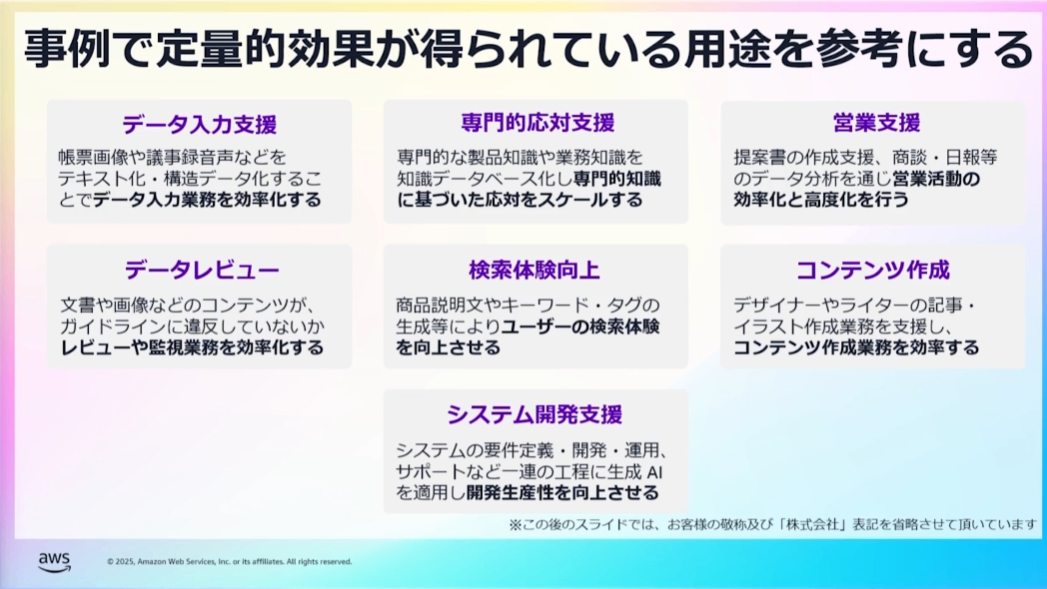 事例で定量的効果が得られている用途を参考にする
データ入力支援
帳票画像や議事録音声などを
テキスト化・構造データ化するこ
とでデータ入力業務を効率化する
専門的応対支援
専門的な製品知識や業務知識を
知識データベース化し専門的知識
に基づいた応対をスケールする
営業支援
提案書の作成支援、商談・日報等
のデータ分析を通じ営業活動の
効率化と高度化を行う
データレビュー
文書や画像などのコンテンツが、
ガイドラインに違反していないか
レビューや監視業務を効率化する
検索体験向上
商品説明文やキーワード・タグの
生成等によりユーザーの検索体験
を向上させる
コンテンツ作成
デザイナーやライターの記事・
イラスト作成業務を支援し、
コンテンツ作成業務を効率する
システム開発支援
システムの要件定義・開発・運用、
サポートなど一連の工程に生成 AI
を適用し開発生産性を向上させる
※この後のスライドでは、お客様の敬称及び「株式会社」表記を省略させて頂いています
aws
© 2025, Amazon Web Services, Inc. or its affiliates. All rights reserved.